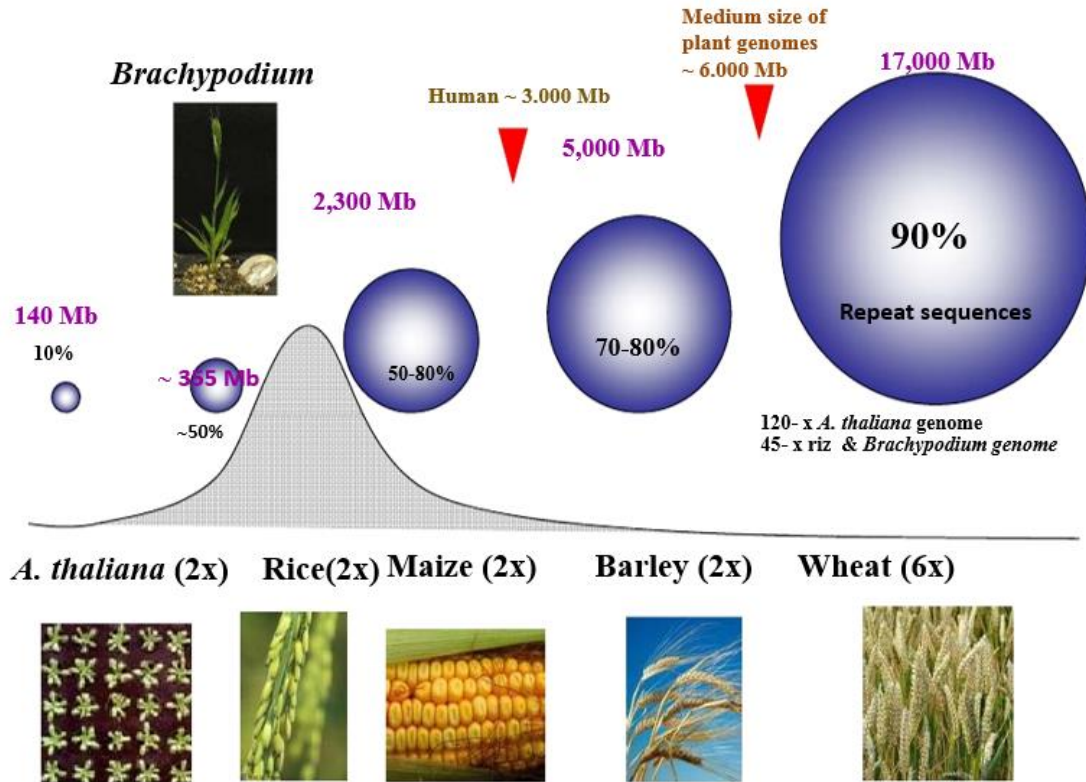 Brachypodium
Human ~ 3.000 Mb
Medium size of
plant genomes
~ 6.000 Mb
17,000 Mb
5,000 Mb
2,300 Mb
140 Mb
10%
~ 365 Mb
~50%
50-80%
70-80%
90%
Repeat sequences
120- x A. thaliana genome
45- x riz & Brachypodium genome
A. thaliana (2x)
Rice(2x)
Maize (2x)
Barley (2x)
Wheat (6x)